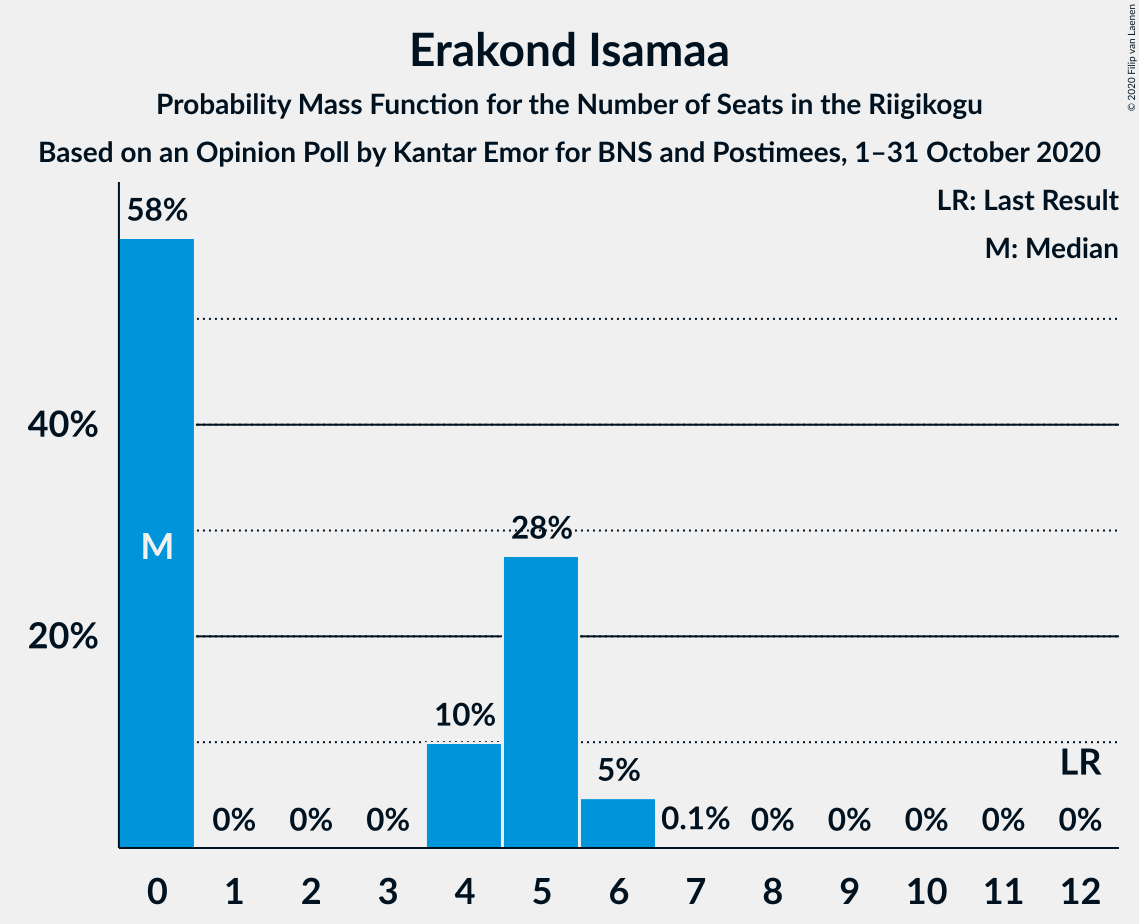 Erakond Isamaa
Probability Mass Function for the Number of Seats in the Riigikogu
Based on an Opinion Poll by Kantar Emor for BNS and Postimees, 1–31 October 2020
© 2020 Filip van Laenen
LR: Last Result
M: Median
58%
40%
M
28%
20%
10%
LR
5%
0% 0% 0% 0.1% 0% 0% 0% 0% 0%
0 1 2 3 4 5 6 7 8 9 10 11 12